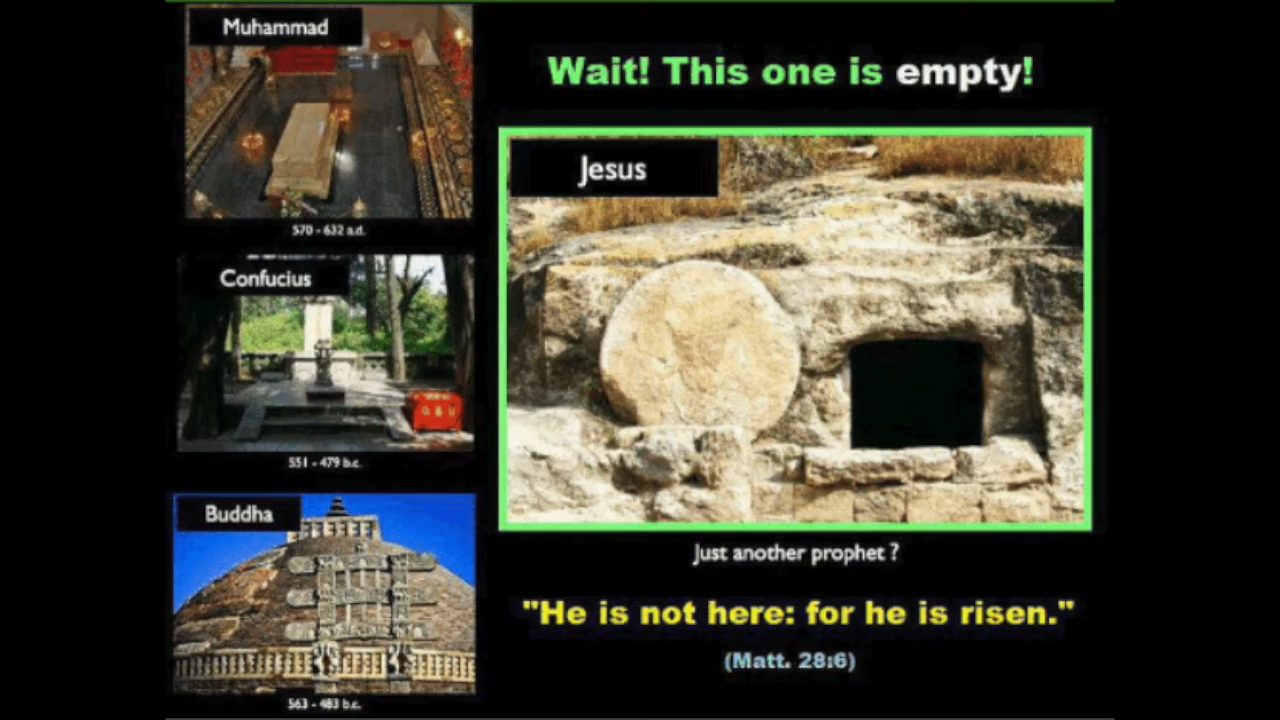 Muhammad
570 - 632 a.d.
Confucius
551 - 479 b.c.
Buddha
563 - 483 b.c.
Wait! This one is empty!
Jesus
Just another prophet ?
"He is not here: for he is risen."
(Matt. 28:6)